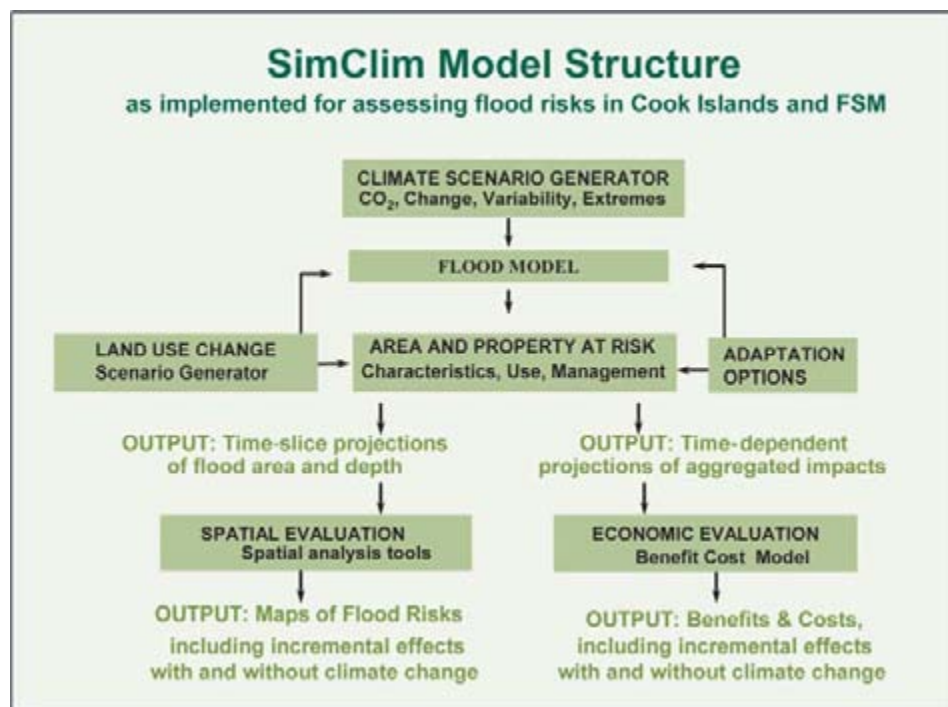 SimClim Model Structure
as implemented for assessing flood risks in Cook Islands and FSM
CLIMATE SCENARIO GENERATOR
CO₂, Change, Variability, Extremes
FLOOD MODEL
LAND USE CHANGE
Scenario Generator
AREA AND PROPERTY AT RISK
Characteristics, Use, Management
ADAPTATION
OPTIONS
OUTPUT: Time-slice projections
of flood area and depth
OUTPUT: Time-dependent
projections of aggregated impacts
SPATIAL EVALUATION
Spatial analysis tools
ECONOMIC EVALUATION
Benefit Cost Model
OUTPUT: Maps of Flood Risks
including incremental effects
with and without climate change
OUTPUT: Benefits & Costs,
including incremental effects
with and without climate change